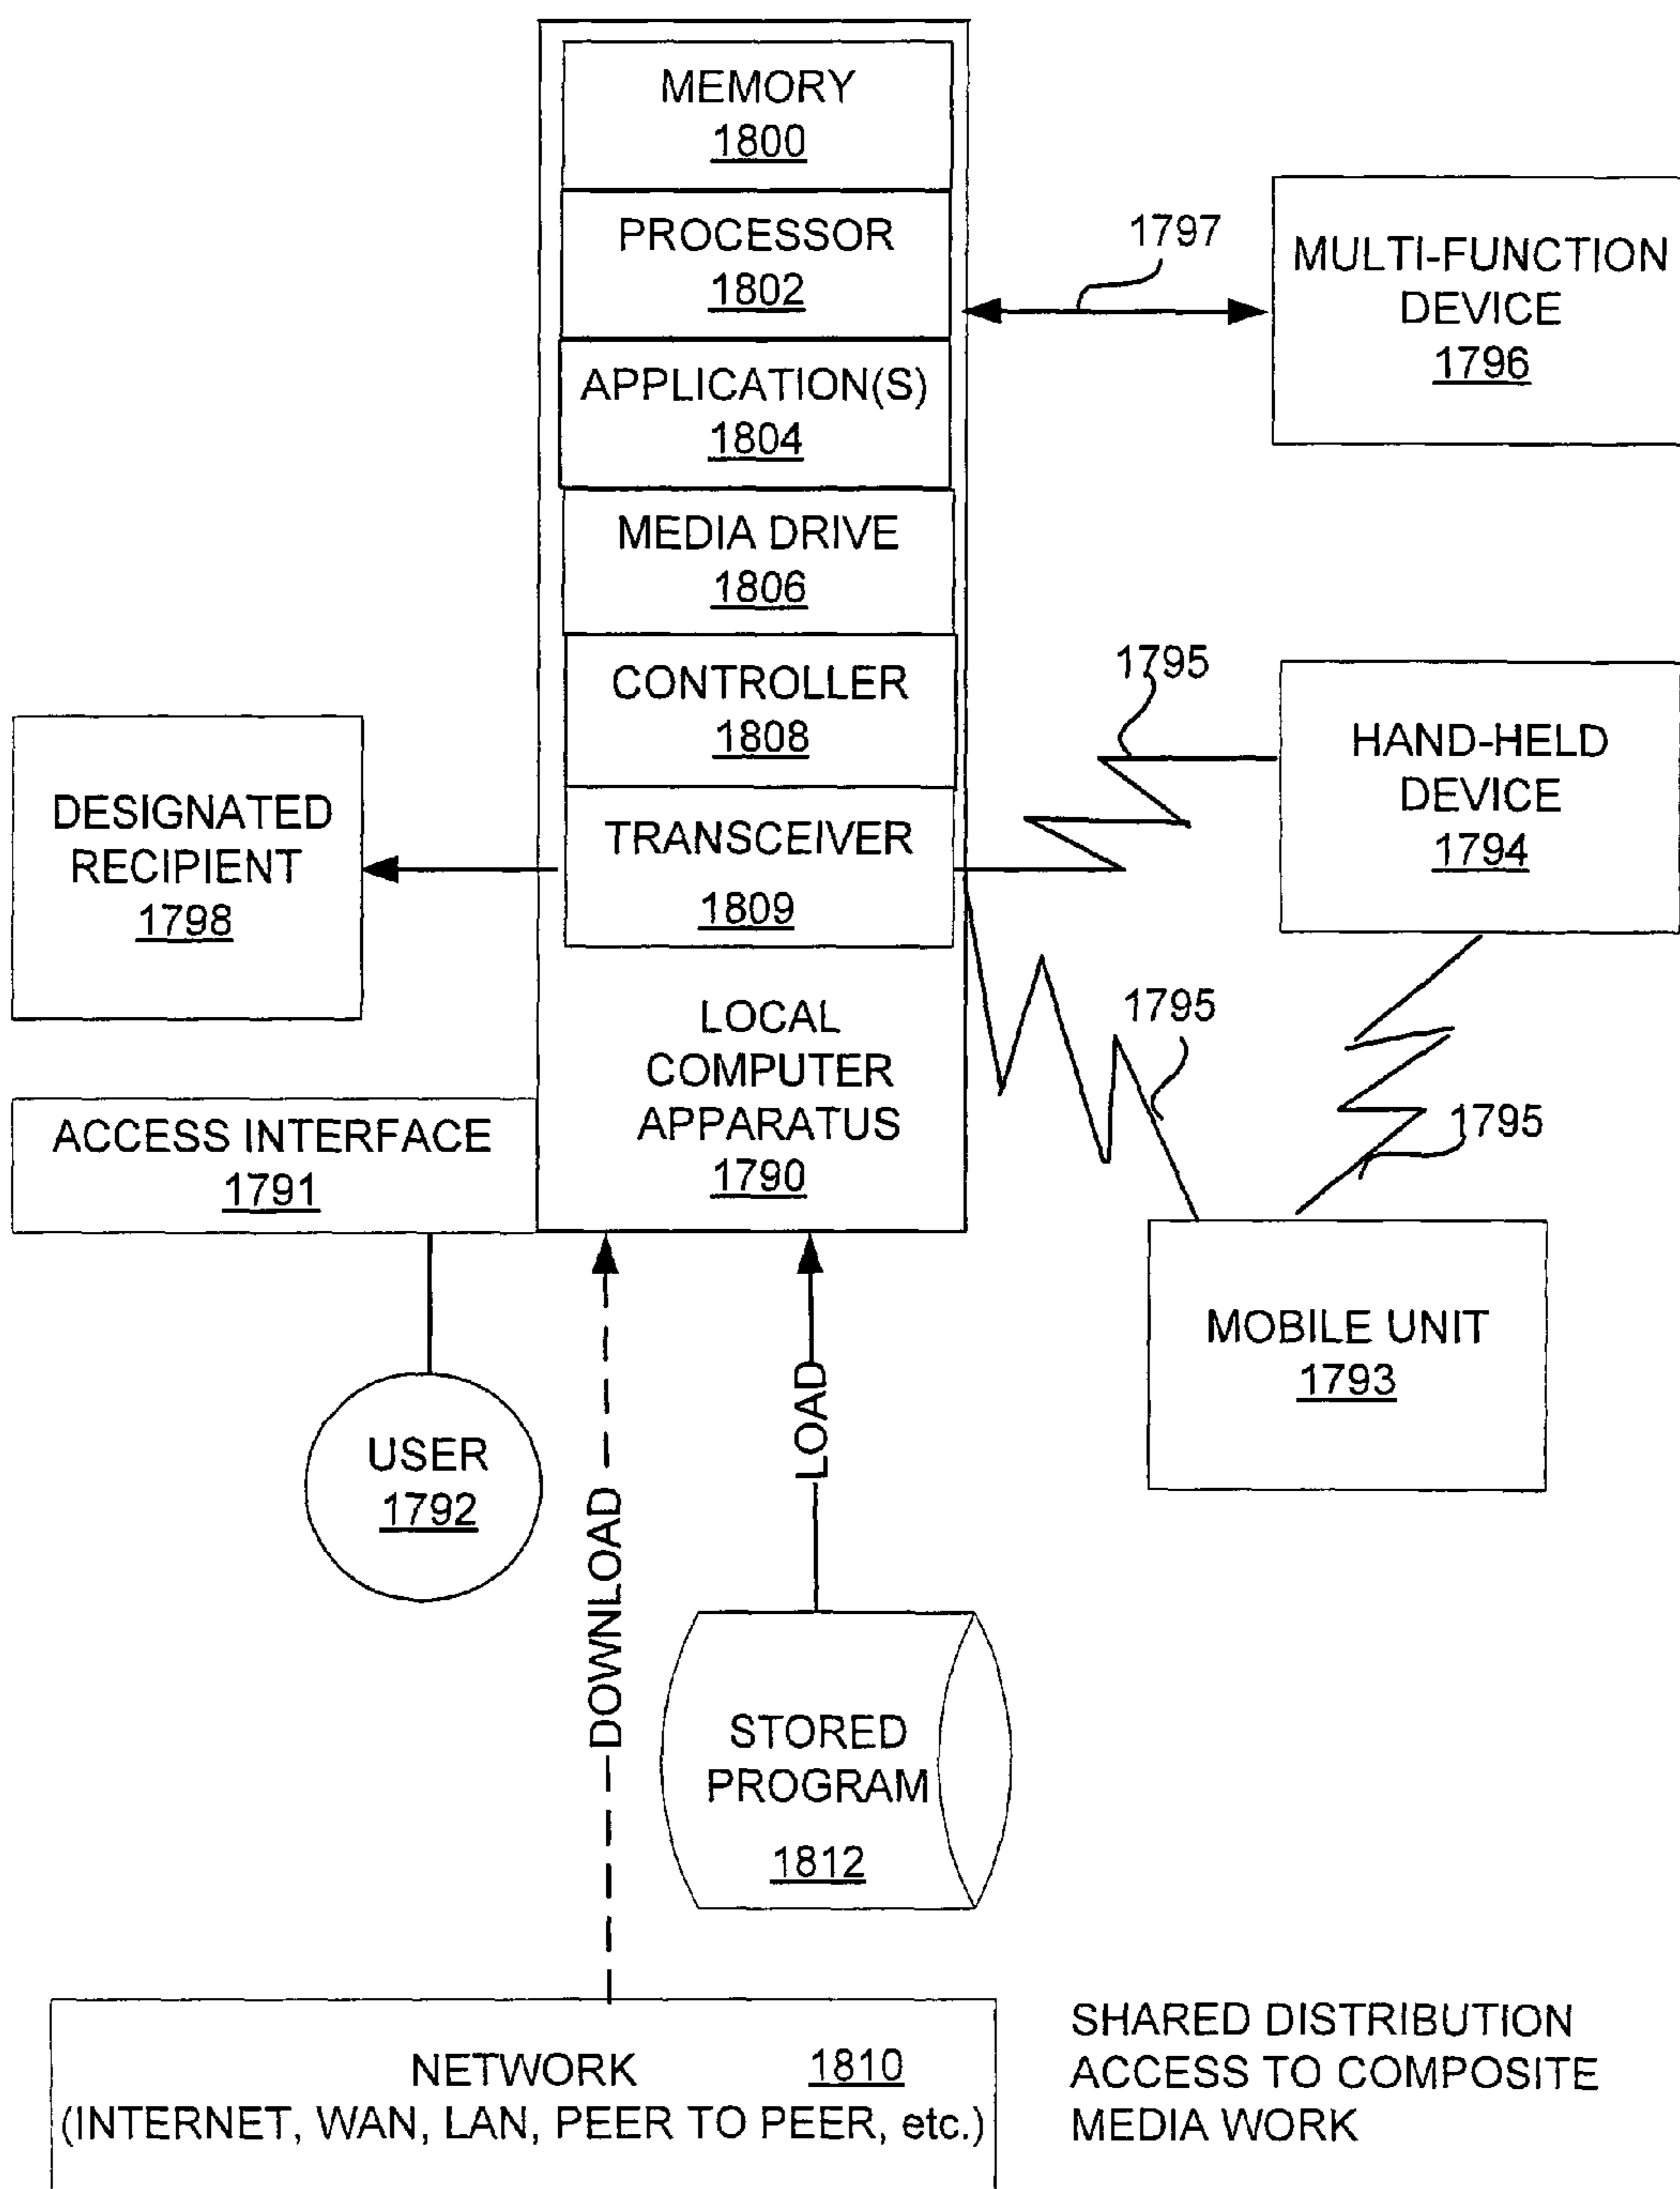 MEMORY
1800
PROCESSOR
1802
APPLICATION(S)
1804
MEDIA DRIVE
1806
CONTROLLER
1808
TRANSCEIVER
1809
LOCAL
COMPUTER
APPARATUS
1790
1797
MULTI-FUNCTION
DEVICE
1796
1795
HAND-HELD
DEVICE
1794
DESIGNATED
RECIPIENT
1798
1795
1795
ACCESS INTERFACE
1791
MOBILE UNIT
1793
USER
1792
DOWNLOAD
LOAD
STORED
PROGRAM
1812
NETWORK 1810
(INTERNET, WAN, LAN, PEER TO PEER, etc.)
SHARED DISTRIBUTION
ACCESS TO COMPOSITE
MEDIA WORK